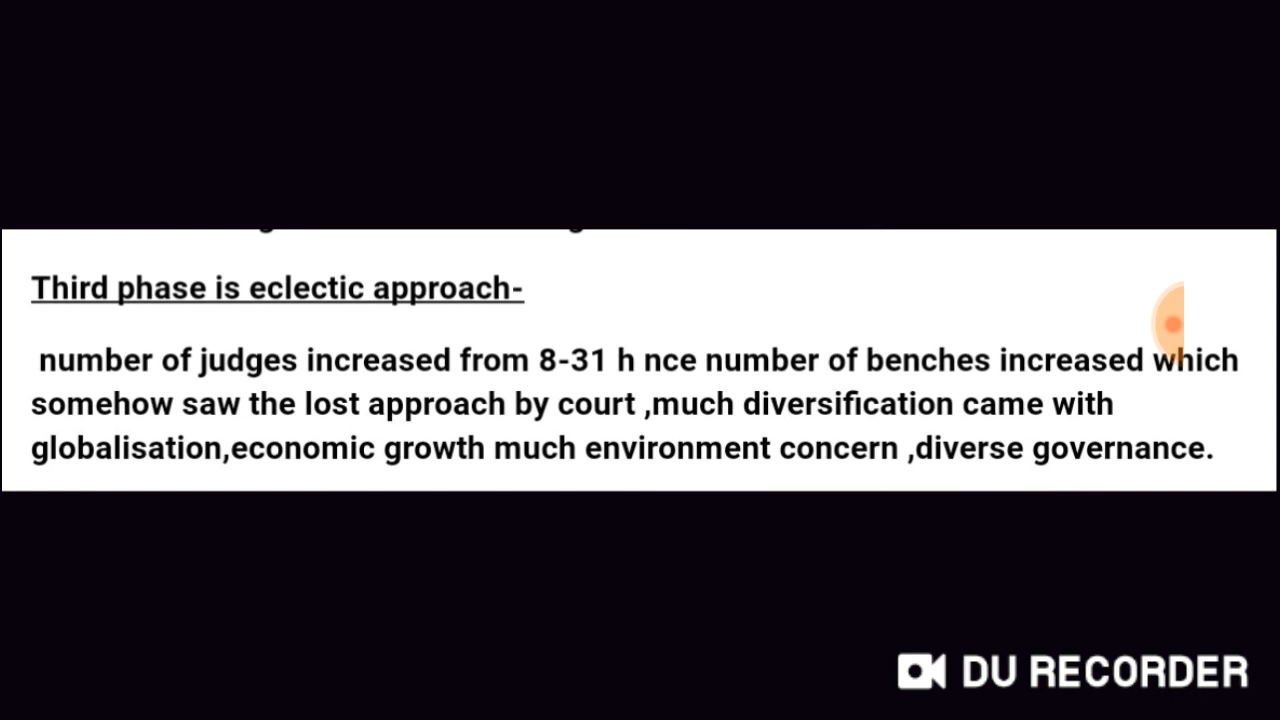 Third phase is eclectic approach-
number of judges increased from 8-31 h nce number of benches increased which
somehow saw the lost approach by court ,much diversification came with
globalisation,economic growth much environment concern ,diverse governance.
DU RECORDER